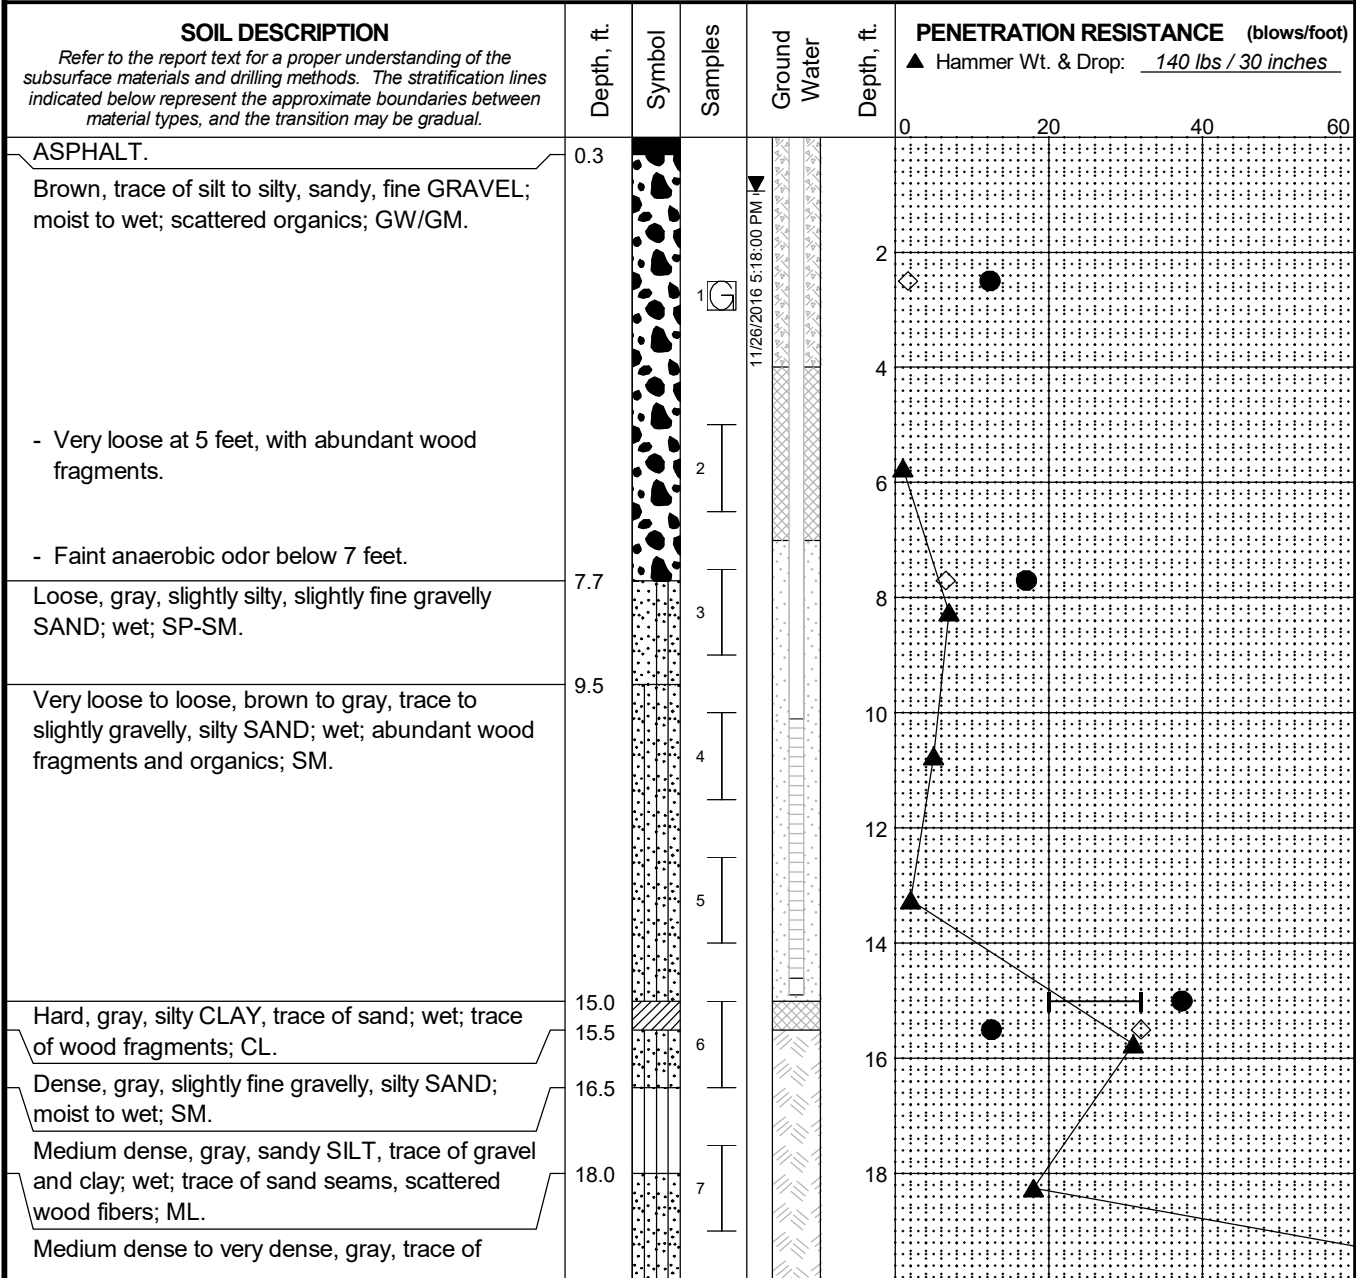 SOIL DESCRIPTION
Refer to the report text for a proper understanding of the
subsurface materials and drilling methods. The stratification lines
indicated below represent the approximate boundaries between
material types, and the transition may be gradual.
Depth, ft.
Symbol
Samples
Ground
Water
Depth, ft.
PENETRATION RESISTANCE (blows/foot)
▲ Hammer Wt. & Drop: 140 lbs / 30 inches
0 20 40 60
ASPHALT.
0.3
Brown, trace of silt to silty, sandy, fine GRAVEL;
moist to wet; scattered organics; GW/GM.
11/26/2016 5:18:00 PM
2
1 G
4
- Very loose at 5 feet, with abundant wood
fragments.
2
6
- Faint anaerobic odor below 7 feet.
7.7
Loose, gray, slightly silty, slightly fine gravelly
SAND; wet; SP-SM.
3
8
9.5
Very loose to loose, brown to gray, trace to
slightly gravelly, silty SAND; wet; abundant wood
fragments and organics; SM.
10
4
12
5
14
15.0
Hard, gray, silty CLAY, trace of sand; wet; trace
of wood fragments; CL.
15.5
6
16
Dense, gray, slightly fine gravelly, silty SAND;
moist to wet; SM.
16.5
Medium dense, gray, sandy SILT, trace of gravel
and clay; wet; trace of sand seams, scattered
wood fibers; ML.
18.0
7
18
Medium dense to very dense, gray, trace of